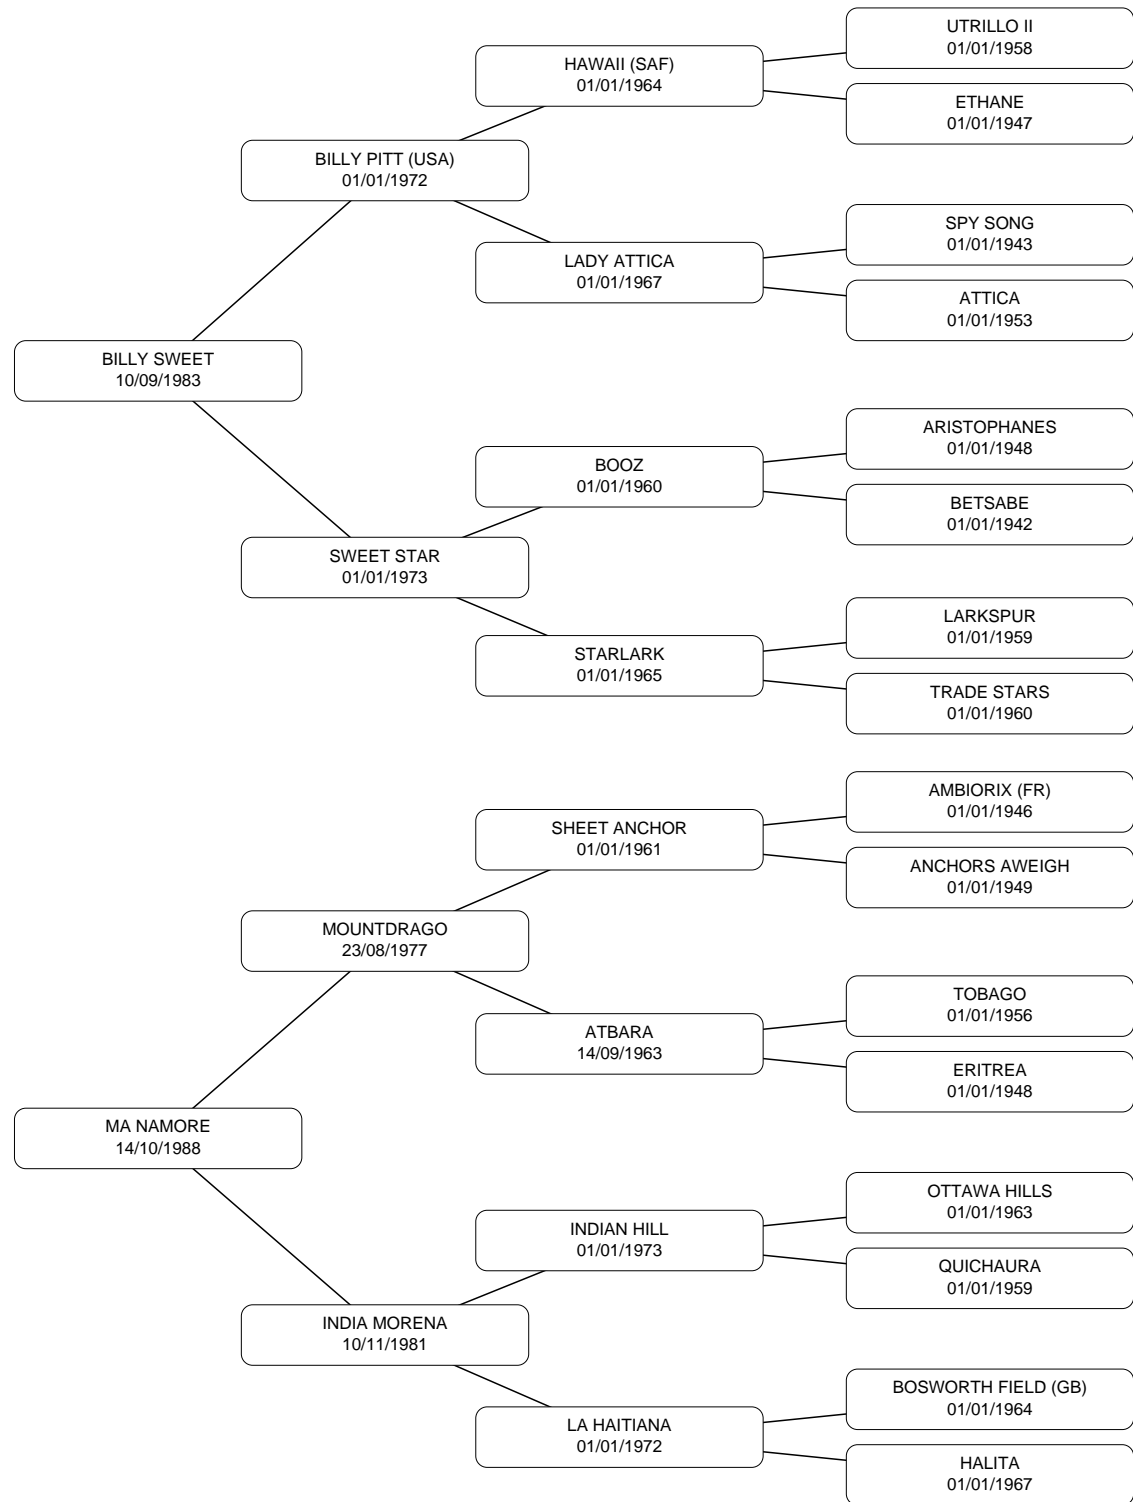 UTRILLO II
01/01/1958
HAWAII (SAF)
01/01/1964
ETHANE
01/01/1947
BILLY PITT (USA)
01/01/1972
SPY SONG
01/01/1943
LADY ATTICA
01/01/1967
ATTICA
01/01/1953
BILLY SWEET
10/09/1983
ARISTOPHANES
01/01/1948
BOOZ
01/01/1960
BETSABE
01/01/1942
SWEET STAR
01/01/1973
LARKSPUR
01/01/1959
STARLARK
01/01/1965
TRADE STARS
01/01/1960
AMBIORIX (FR)
01/01/1946
SHEET ANCHOR
01/01/1961
ANCHORS AWEIGH
01/01/1949
MOUNTDRAGO
23/08/1977
TOBAGO
01/01/1956
ATBARA
14/09/1963
ERITREA
01/01/1948
MA NAMORE
14/10/1988
OTTAWA HILLS
01/01/1963
INDIAN HILL
01/01/1973
QUICHAURA
01/01/1959
INDIA MORENA
10/11/1981
BOSWORTH FIELD (GB)
01/01/1964
LA HAITIANA
01/01/1972
HALITA
01/01/1967